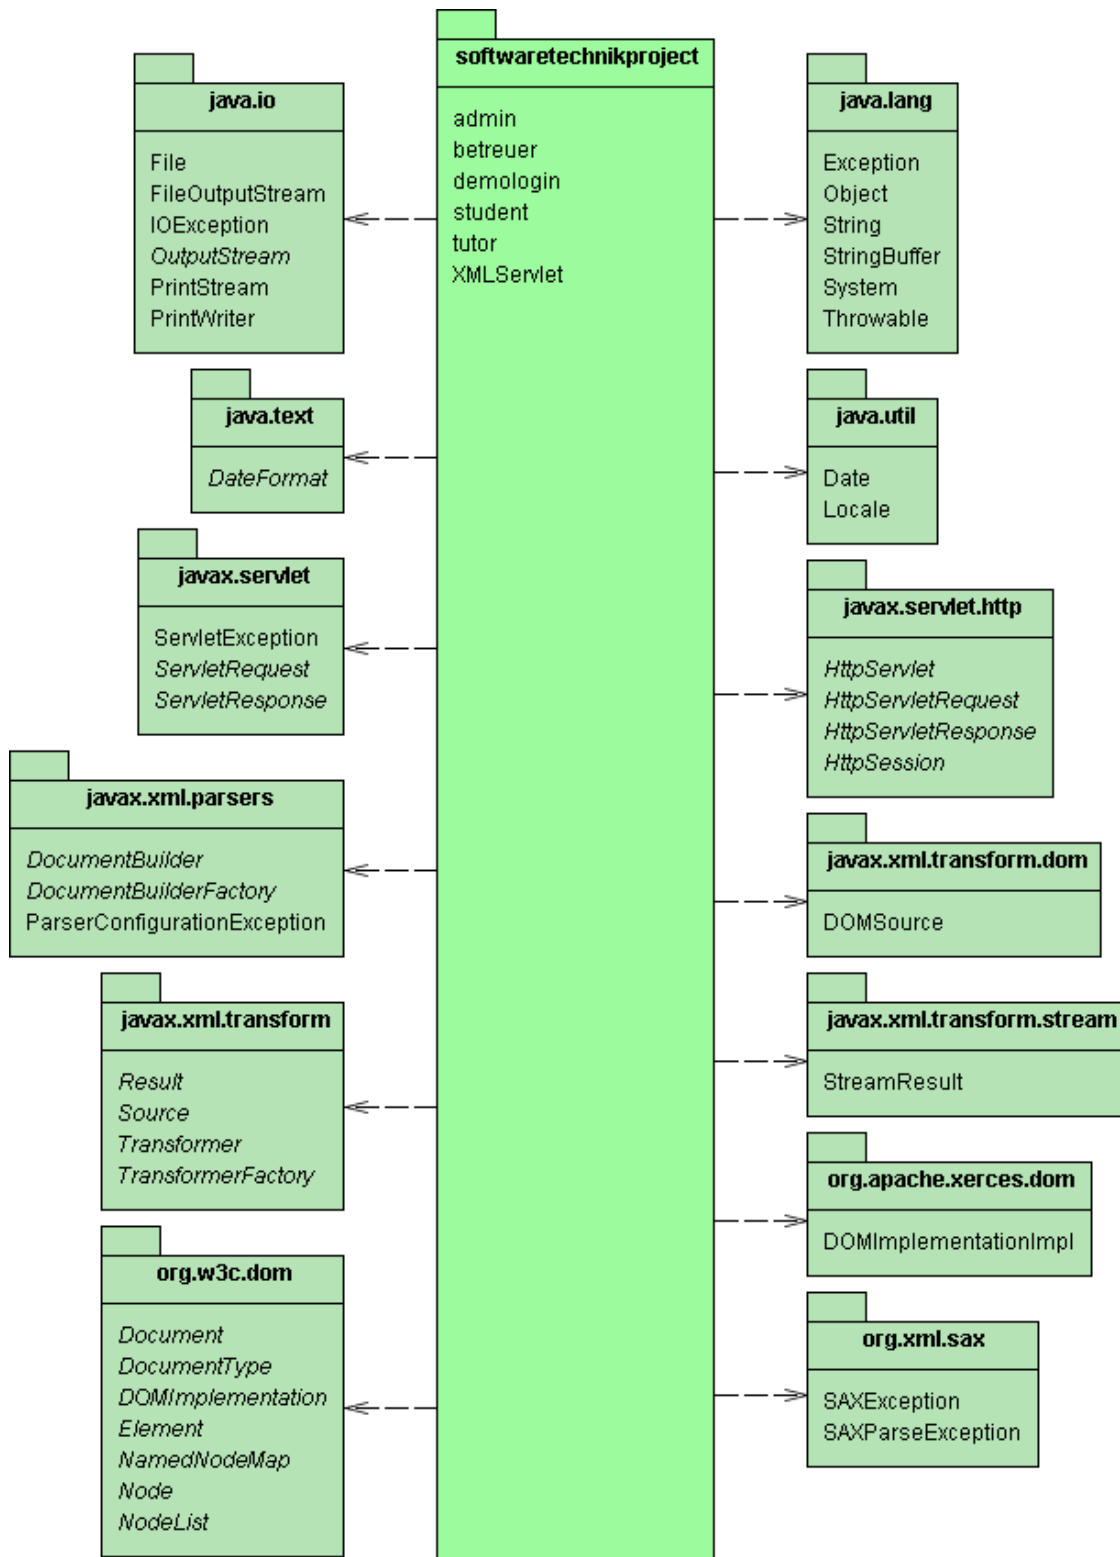 softwaretechnikproject
admin
betreuer
demologin
student
tutor
XMLServlet
java.io
File
FileOutputStream
IOException
OutputStream
PrintStream
PrintWriter
java.text
DateFormat
javax.servlet
ServletException
ServletRequest
ServletResponse
javax.xml.parsers
DocumentBuilder
DocumentBuilderFactory
ParserConfigurationException
javax.xml.transform
Result
Source
Transformer
TransformerFactory
org.w3c.dom
Document
DocumentType
DOMImplementation
Element
NamedNodeMap
Node
NodeList
java.lang
Exception
Object
String
StringBuffer
System
Throwable
java.util
Date
Locale
javax.servlet.http
HttpServlet
HttpServletRequest
HttpServletResponse
HttpSession
javax.xml.transform.dom
DOMSource
javax.xml.transform.stream
StreamResult
org.apache.xerces.dom
DOMImplementationImpl
org.xml.sax
SAXException
SAXParseException